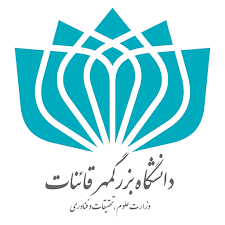 دانشگاه بزرگمهر قائنات
وزارت علوم، تحقیقات و فناوری